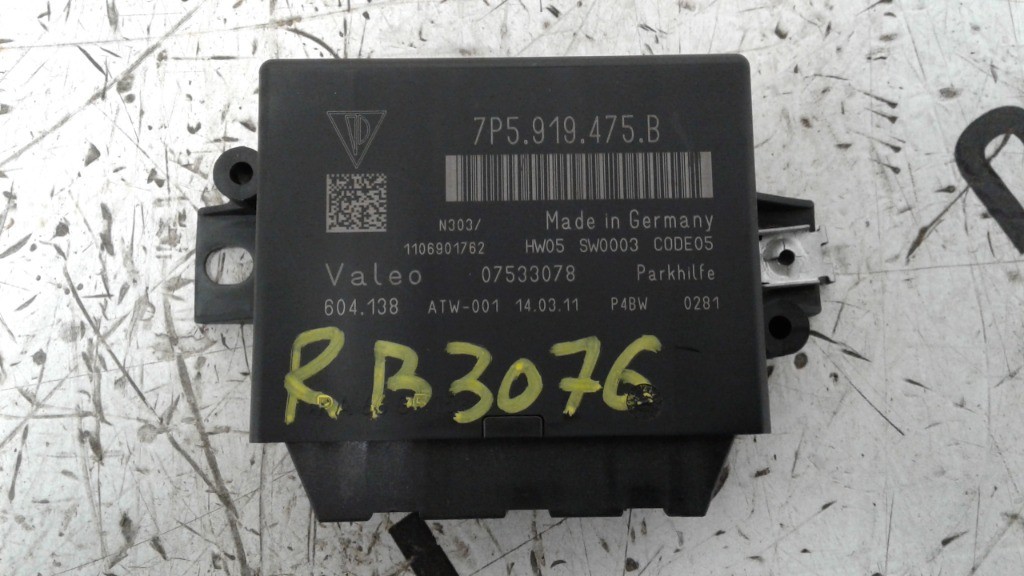 7P5.919.475.B
N303/ Made in Germany
1106901762 HW05 SW0003 CODE05
Valeo 07533078 Parkhilfe
604.138 ATW-001 14.03.11 P4BW 0281
RB3076